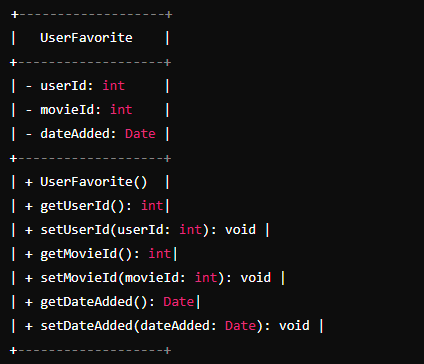 +-------------------+
|   UserFavorite    |
+-------------------+
| - userId: int     |
| - movieId: int    |
| - dateAdded: Date |
+-------------------+
| + UserFavorite()  |
| + getUserId(): int|
| + setUserId(userId: int): void |
| + getMovieId(): int|
| + setMovieId(movieId: int): void |
| + getDateAdded(): Date|
| + setDateAdded(dateAdded: Date): void |
+-------------------+